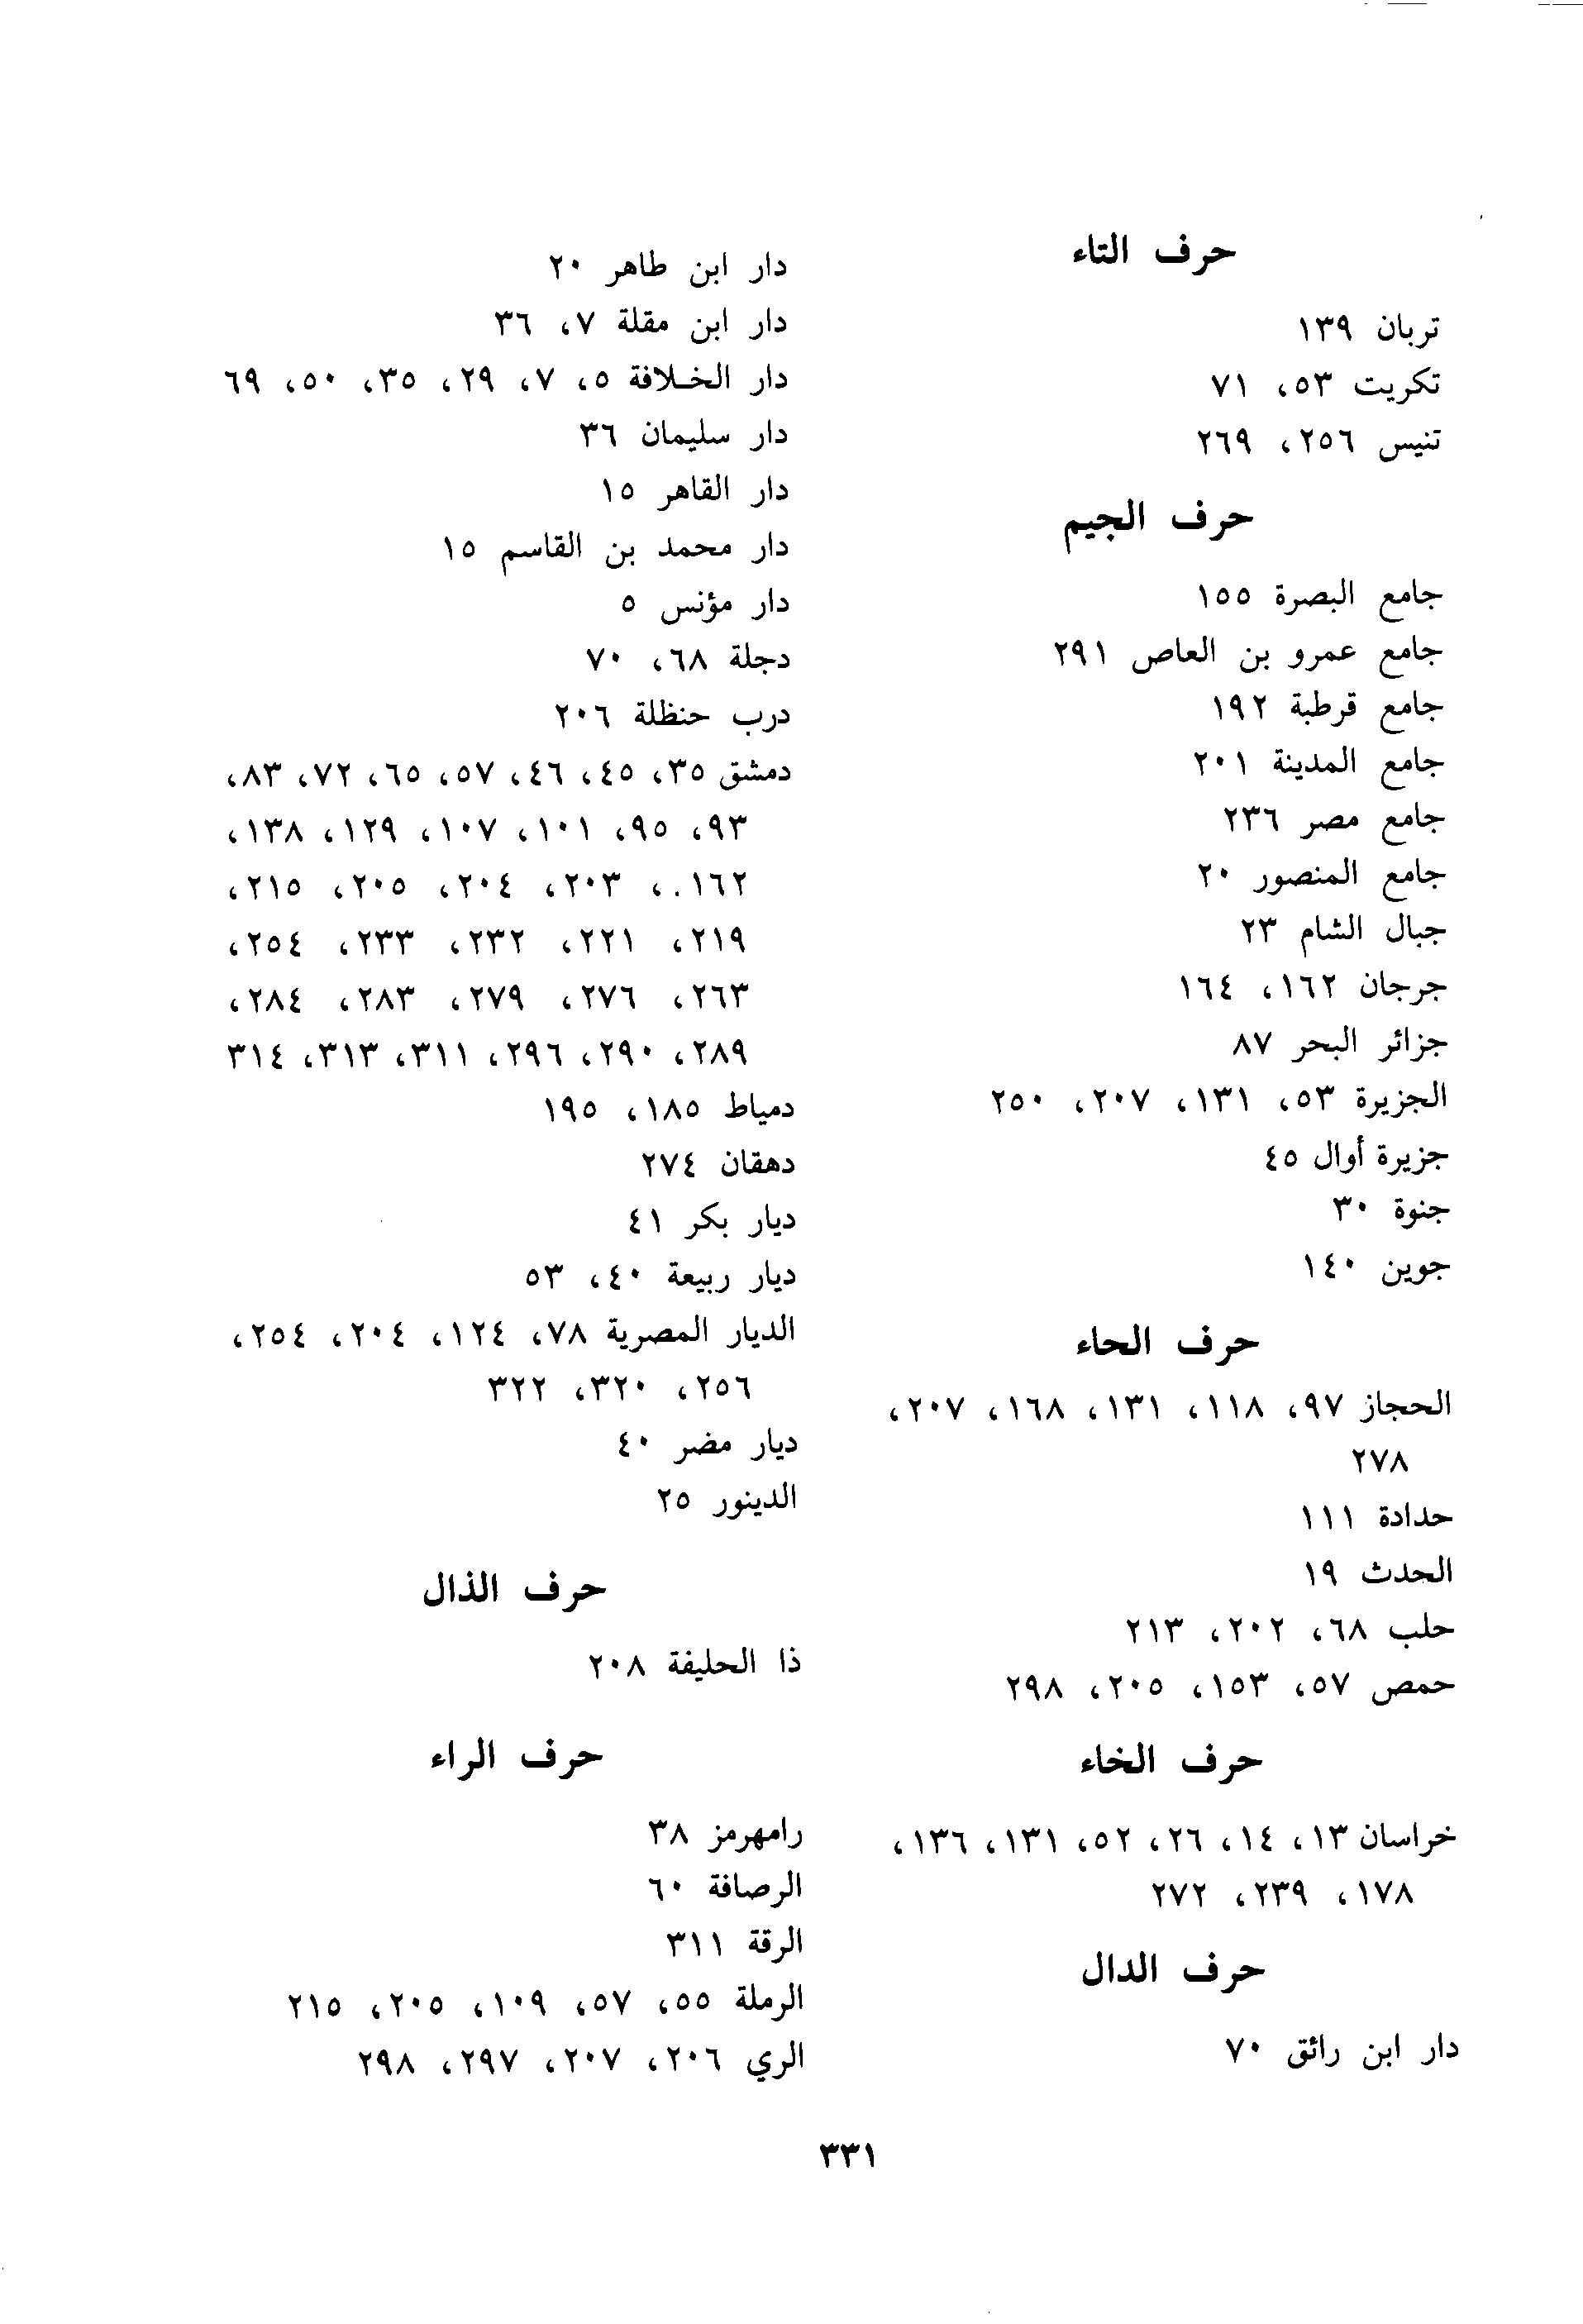 حرف التاء
تربان ١٣٩
تكريت ٥٣، ٧١
تنيس ٢٥٦، ٢٦٩
حرف الجيم
جامع البصرة ١٥٥
جامع عمرو بن العاص ٢٩١
جامع قرطبة ١٩٢
جامع المدينة ٢٠١
جامع مصر ٢٣٦
جامع المنصور ٢٠
جبال الشام ٢٣
جرجان ١٦٢، ١٦٤
جزائر البحر ٨٧
الجزيرة ٥٣، ١٣١، ٢٠٧، ٢٥٠
جزيرة أوال ٤٥
جنوة ٣٠
جوين ١٤٠
حرف الحاء
الحجاز ٩٧، ١١٨، ١٣١، ١٦٨، ٢٠٧،
٢٧٨
حدادة ١١١
الحدث ١٩
حلب ٦٨، ٢٠٢، ٢١٣
حمص ٥٧، ١٥٣، ٢٠٥، ٢٩٨
حرف الخاء
خراسان ١٣، ١٤، ٢٦، ٥٢، ١٣١، ١٣٦،
١٧٨، ٢٣٩، ٢٧٢
حرف الدال
دار ابن رائق ٧٠
دار ابن طاهر ٢٠
دار ابن مقلة ٧، ٣٦
دار الخلافة ٥، ٧، ٢٩، ٣٥، ٥٠، ٦٩
دار سليمان ٣٦
دار القاهر ١٥
دار محمد بن القاسم ١٥
دار مؤنس ٥
دجلة ٦٨، ٧٠
درب حنظلة ٢٠٦
دمشق ٣٥، ٤٥، ٤٦، ٥٧، ٦٥، ٧٢، ٨٣،
٩٣، ٩٥، ١٠١، ١٠٧، ١٢٩، ١٣٨،
١٦٢.، ٢٠٣، ٢٠٤، ٢٠٥، ٢١٥،
٢١٩، ٢٢١، ٢٣٢، ٢٣٣، ٢٥٤،
٢٦٣، ٢٧٦، ٢٧٩، ٢٨٣، ٢٨٤،
٢٨٩، ٢٩٠، ٢٩٦، ٣١١، ٣١٣، ٣١٤
دمياط ١٨٥، ١٩٥
دهقان ٢٧٤
ديار بكر ٤١
ديار ربيعة ٤٠، ٥٣
الديار المصرية ٧٨، ١٢٤، ٢٠٤، ٢٥٤،
٢٥٦، ٣٢٠، ٣٢٢
ديار مضر ٤٠
الدينور ٢٥
حرف الذال
ذا الحليفة ٢٠٨
حرف الراء
رامهرمز ٣٨
الرصافة ٦٠
الرقة ٣١١
الرملة ٥٥، ٥٧، ١٠٩، ٢٠٥، ٢١٥
الري ٢٠٦، ٢٠٧، ٢٩٧، ٢٩٨
٣٣١